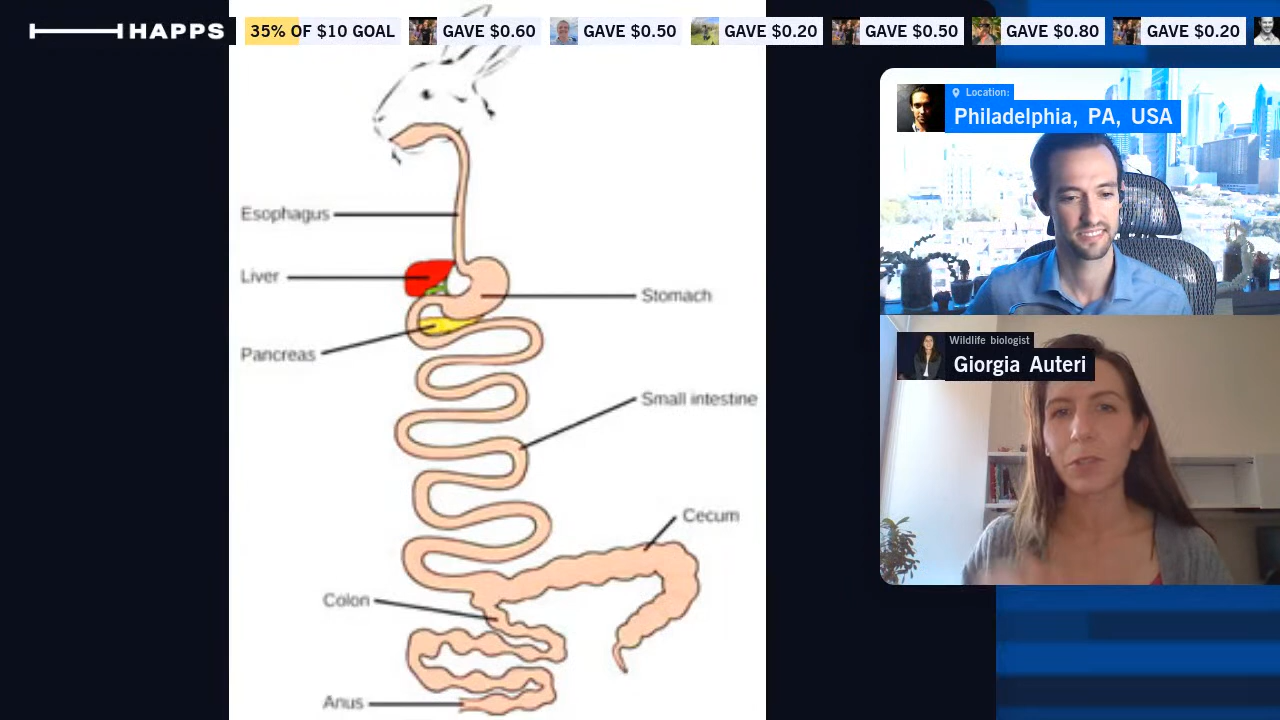 HAPPS
35% OF $10 GOAL
GAVE $0.60
GAVE $0.50
GAVE $0.20
GAVE $0.50
GAVE $0.80
GAVE $0.20
Location:
Philadelphia, PA, USA
Wildlife biologist
Giorgia Auteri
Esophagus
Liver
Stomach
Pancreas
Small intestine
Cecum
Colon
Anus